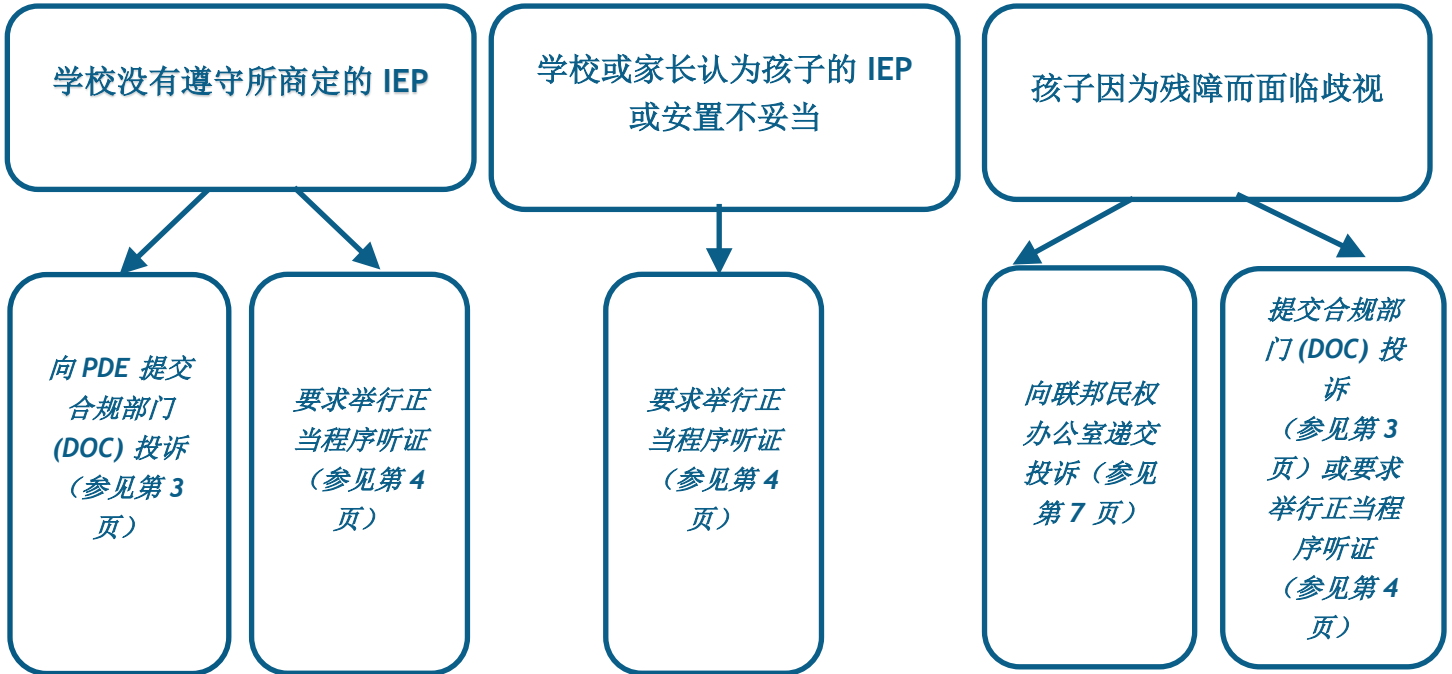 学校没有遵守所商定的 IEP
学校或家长认为孩子的 IEP
或安置不妥当
孩子因为残障而面临歧视
向 PDE 提交
合规部门
(DOC) 投诉
（参见第 3
页）
要求举行正
当程序听证
（参见第 4
页）
要求举行正
当程序听证
（参见第 4
页）
向联邦民权
办公室递交
投诉（参见
第 7 页）
提交合规部
门 (DOC) 投
诉
（参见第 3
页）或要求
举行正当程
序听证
（参见第 4
页）